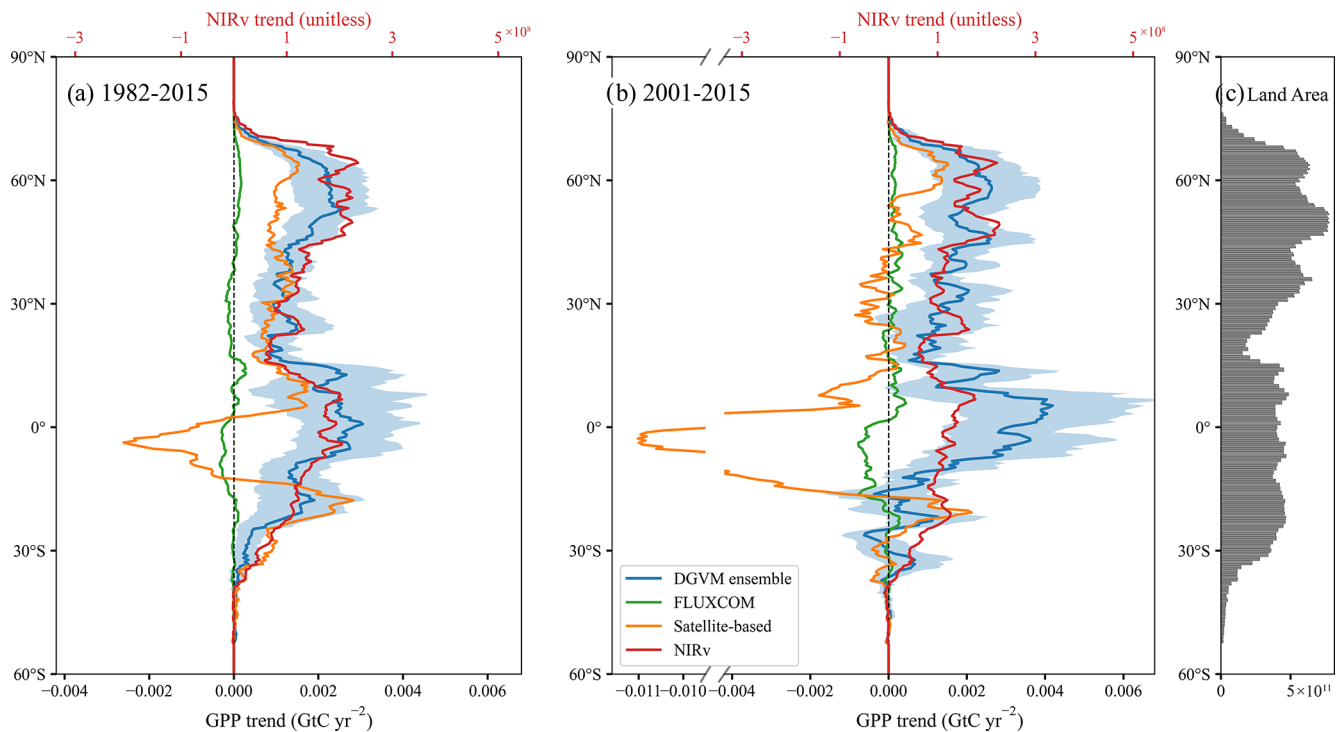 NIRv trend (unitless)
−3 −1 1 3 5 ×10⁸
(a) 1982-2015
90°N
60°N
30°N
0°
30°S
60°S
−0.004 −0.002 0.000 0.002 0.004 0.006
GPP trend (GtC yr⁻²)
NIRv trend (unitless)
−3 −1 1 3 5 ×10⁸
(b) 2001-2015
90°N
60°N
30°N
0°
30°S
60°S
DGVM ensemble
FLUXCOM
Satellite-based
NIRv
−0.011 −0.010 −0.004 −0.002 0.000 0.002 0.004 0.006
GPP trend (GtC yr⁻²)
(c) Land Area
90°N
60°N
30°N
0°
30°S
60°S
0 5 ×10¹¹